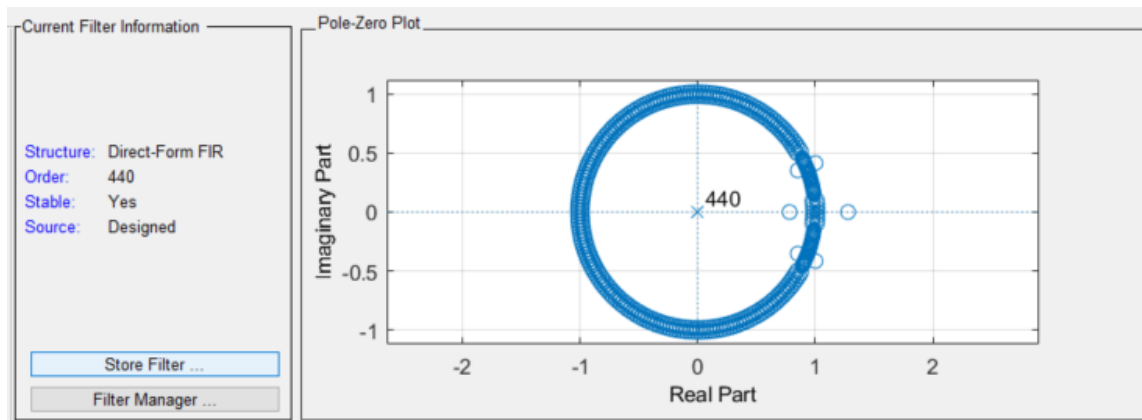 Current Filter Information
Structure: Direct-Form FIR
Order: 440
Stable: Yes
Source: Designed
Store Filter ...
Filter Manager ...
Pole-Zero Plot
Imaginary Part
1
0.5
0
-0.5
-1
440
-2
-1
0
1
2
Real Part